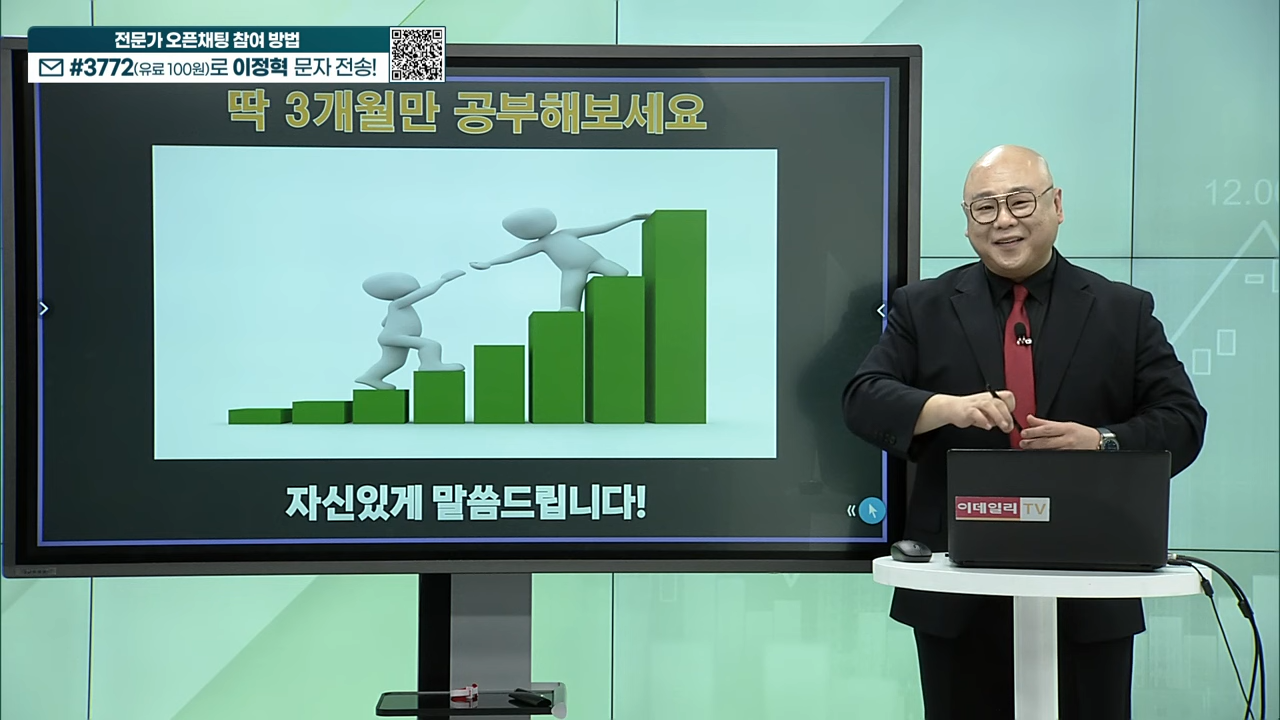 전문가 오픈채팅 참여 방법
#3772(유료 100원)로 이정혁 문자 전송!
딱 3개월만 공부해보세요
자신있게 말씀드립니다!
이데일리 TV